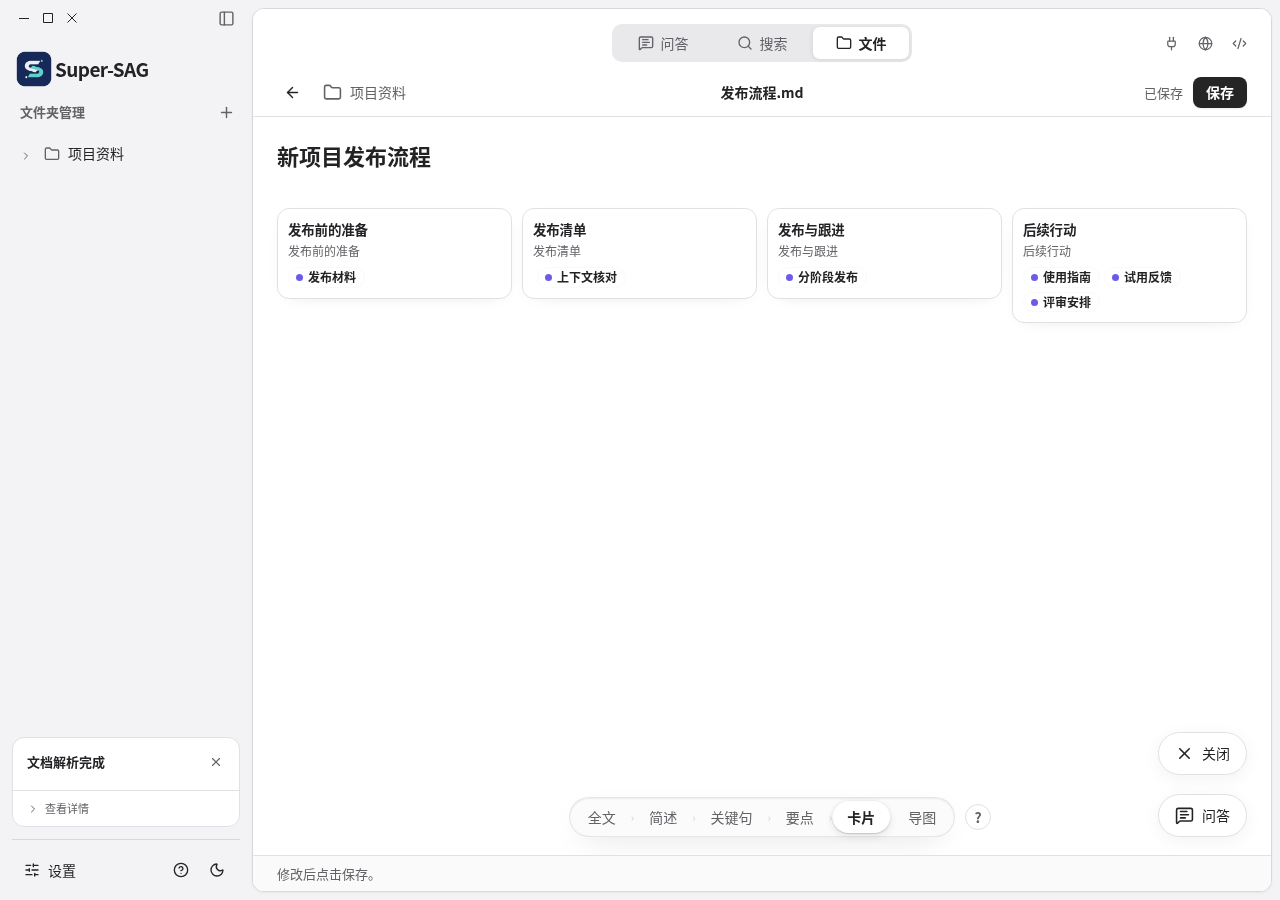 Super-SAG
文件夹管理
项目资料
文档解析完成
查看详情
设置
问答
搜索
文件
项目资料
发布流程.md
已保存
保存
新项目发布流程
发布前的准备
发布前的准备
发布材料
发布清单
发布清单
上下文核对
发布与跟进
发布与跟进
分阶段发布
后续行动
后续行动
使用指南 试用反馈
评审安排
关闭
问答
全文 简述 关键句 要点 卡片 导图 ?
修改后点击保存。